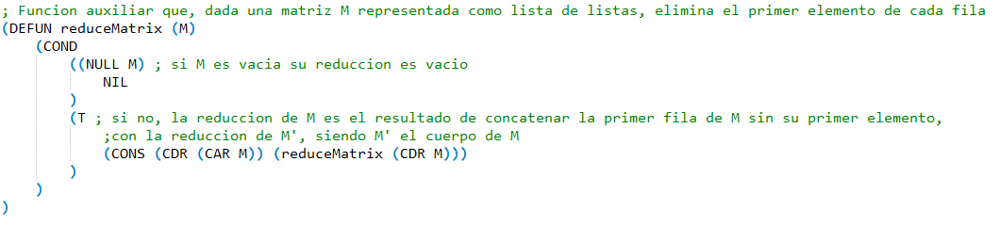 ; Funcion auxiliar que, dada una matriz M representada como lista de listas, elimina el primer elemento de cada fila
(DEFUN reduceMatrix (M)
    (COND
        ((NULL M) ; si M es vacia su reduccion es vacio
            NIL
        )
        (T ; si no, la reduccion de M es el resultado de concatenar la primer fila de M sin su primer elemento,
            ;con la reduccion de M', siendo M' el cuerpo de M
            (CONS (CDR (CAR M)) (reduceMatrix (CDR M)))
        )
    )
)